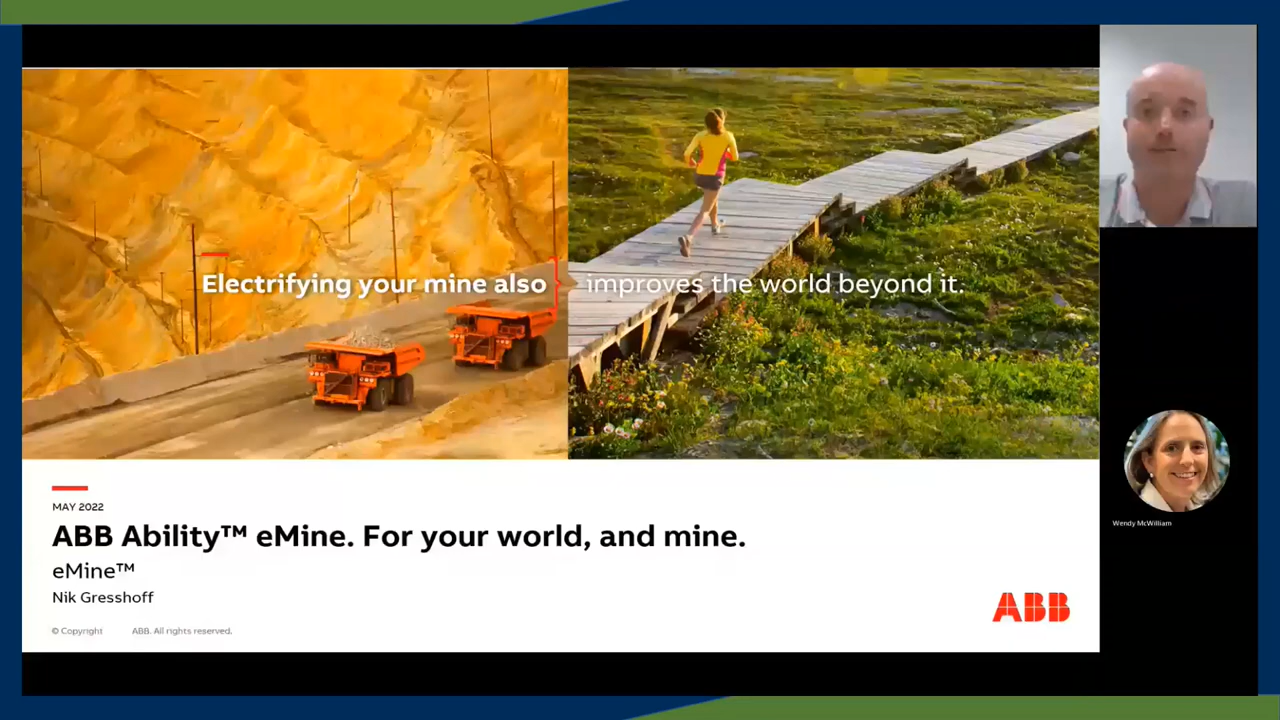 Electrifying your mine also improves the world beyond it.
MAY 2022
ABB Ability™ eMine. For your world, and mine.
eMine™
Nik Gresshoff
© Copyright ABB. All rights reserved.
ABB
Wendy McWilliam